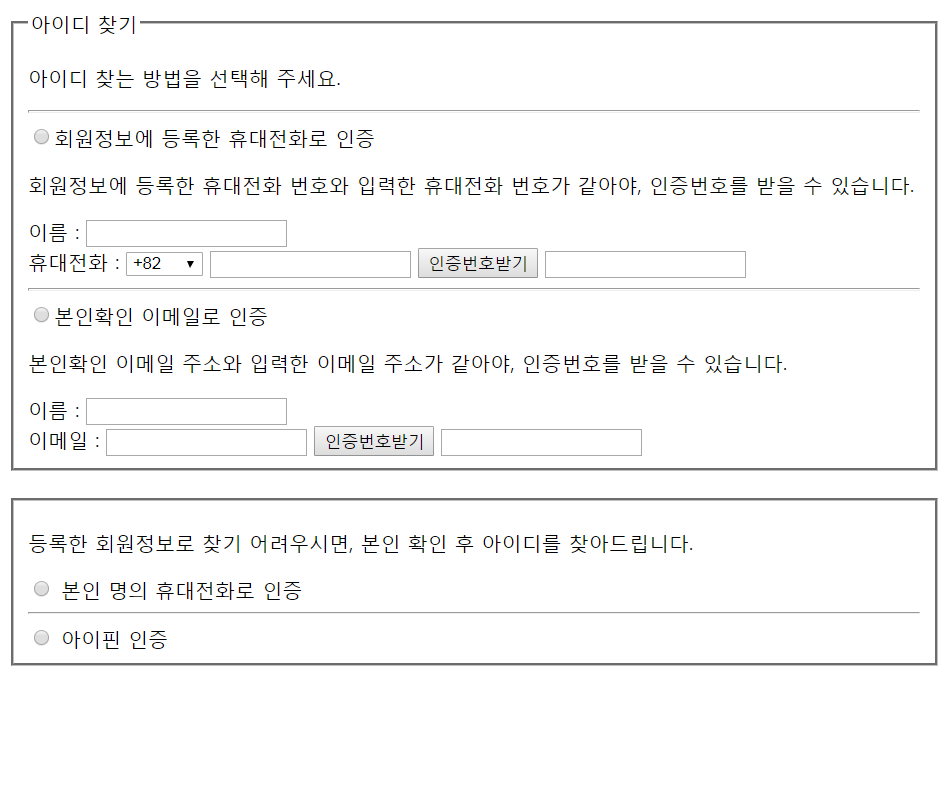 아이디 찾기
아이디 찾는 방법을 선택해 주세요.
회원정보에 등록한 휴대전화로 인증
회원정보에 등록한 휴대전화 번호와 입력한 휴대전화 번호가 같아야, 인증번호를 받을 수 있습니다.
이름 :
휴대전화 : +82 인증번호받기
본인확인 이메일로 인증
본인확인 이메일 주소와 입력한 이메일 주소가 같아야, 인증번호를 받을 수 있습니다.
이름 :
이메일 : 인증번호받기
등록한 회원정보로 찾기 어려우시면, 본인 확인 후 아이디를 찾아드립니다.
본인 명의 휴대전화로 인증
아이핀 인증